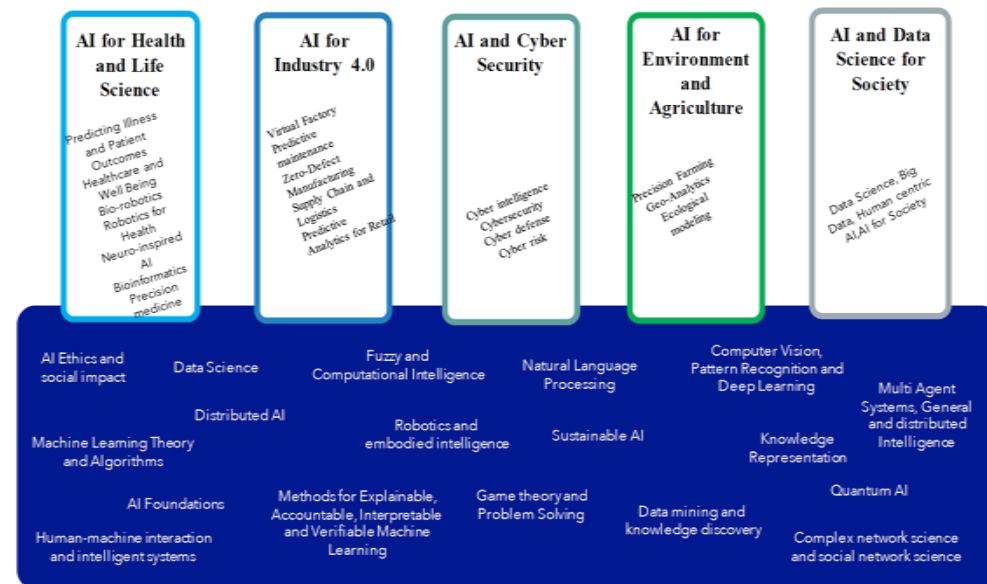 AI for Health
and Life
Science
Predicting Illness
and Patient
Outcomes
Healthcare and
Well Being
Bio-robotics
Robotics for
Health
Neuro-inspired
AI
Bioinformatics
Precision
medicine
AI for
Industry 4.0
Virtual Factory
Predictive
maintenance
Zero-Defect
Manufacturing
Supply Chain and
Logistics
Predictive
Analytics for Retail
AI and Cyber
Security
Cyber intelligence
Cybersecurity
Cyber defense
Cyber risk
AI for
Environment
and
Agriculture
Precision Farming
Geo-Analytics
Ecological
modeling
AI and Data
Science for
Society
Data Science, Big
Data, Human centric
AI,AI for Society
AI Ethics and
social impact
Data Science
Fuzzy and
Computational Intelligence
Natural Language
Processing
Computer Vision,
Pattern Recognition and
Deep Learning
Multi Agent
Systems, General
and distributed
Intelligence
Distributed AI
Machine Learning Theory
and Algorithms
Robotics and
embodied intelligence
Sustainable AI
Knowledge
Representation
AI Foundations
Methods for Explainable,
Accountable, Interpretable
and Verifiable Machine
Learning
Game theory and
Problem Solving
Data mining and
knowledge discovery
Quantum AI
Human-machine interaction
and intelligent systems
Complex network science
and social network science